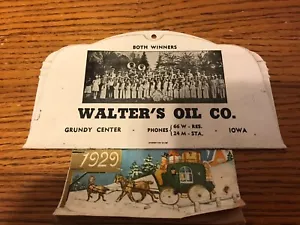 BOTH WINNERS
WALTER'S OIL CO.
GRUNDY CENTER - PHONES { 66 W - RES. - IOWA
24 M - STA.
1929